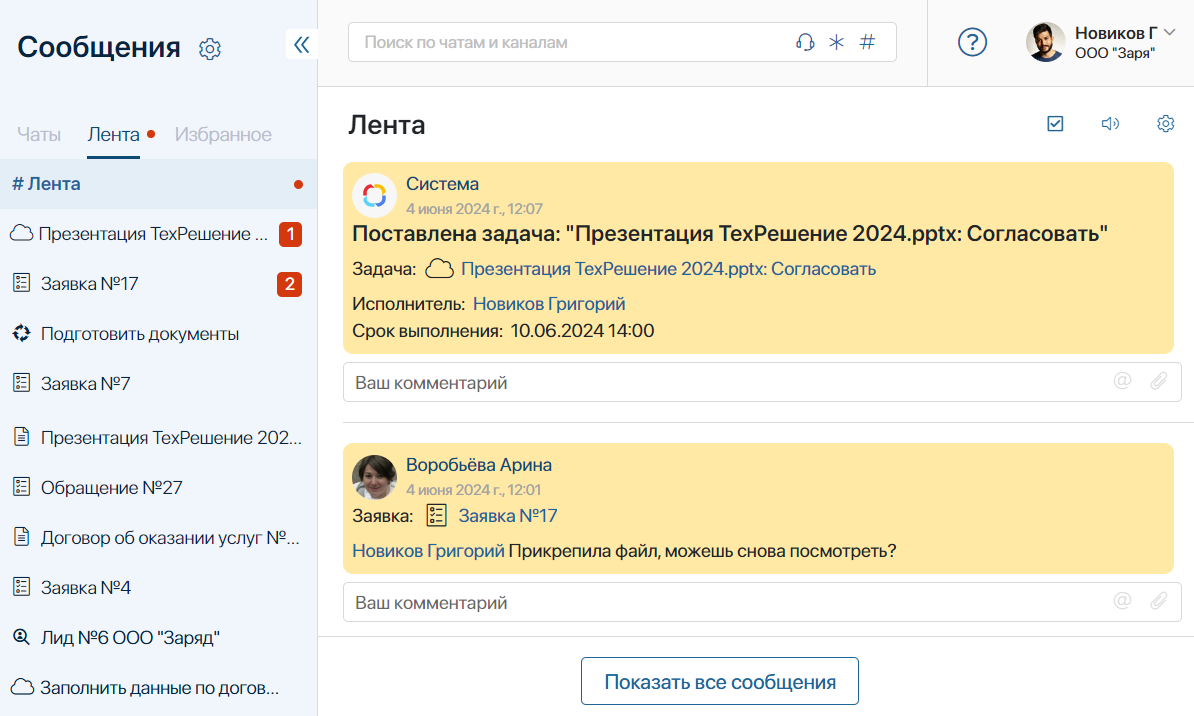 Сообщения
Чаты Лента Избранное
# Лента
Презентация ТехРешение ... 1
Заявка №17 2
Подготовить документы
Заявка №7
Презентация ТехРешение 202...
Обращение №27
Договор об оказании услуг №...
Заявка №4
Лид №6 ООО "Заряд"
Заполнить данные по догов...
Поиск по чатам и каналам #
?
Новиков Г
ООО "Заря"
Лента
Система
4 июня 2024 г., 12:07
Поставлена задача: "Презентация ТехРешение 2024.pptx: Согласовать"
Задача: Презентация ТехРешение 2024.pptx: Согласовать
Исполнитель: Новиков Григорий
Срок выполнения: 10.06.2024 14:00
Ваш комментарий @
Воробьёва Арина
4 июня 2024 г., 12:01
Заявка: Заявка №17
Новиков Григорий Прикрепила файл, можешь снова посмотреть?
Ваш комментарий @
Показать все сообщения